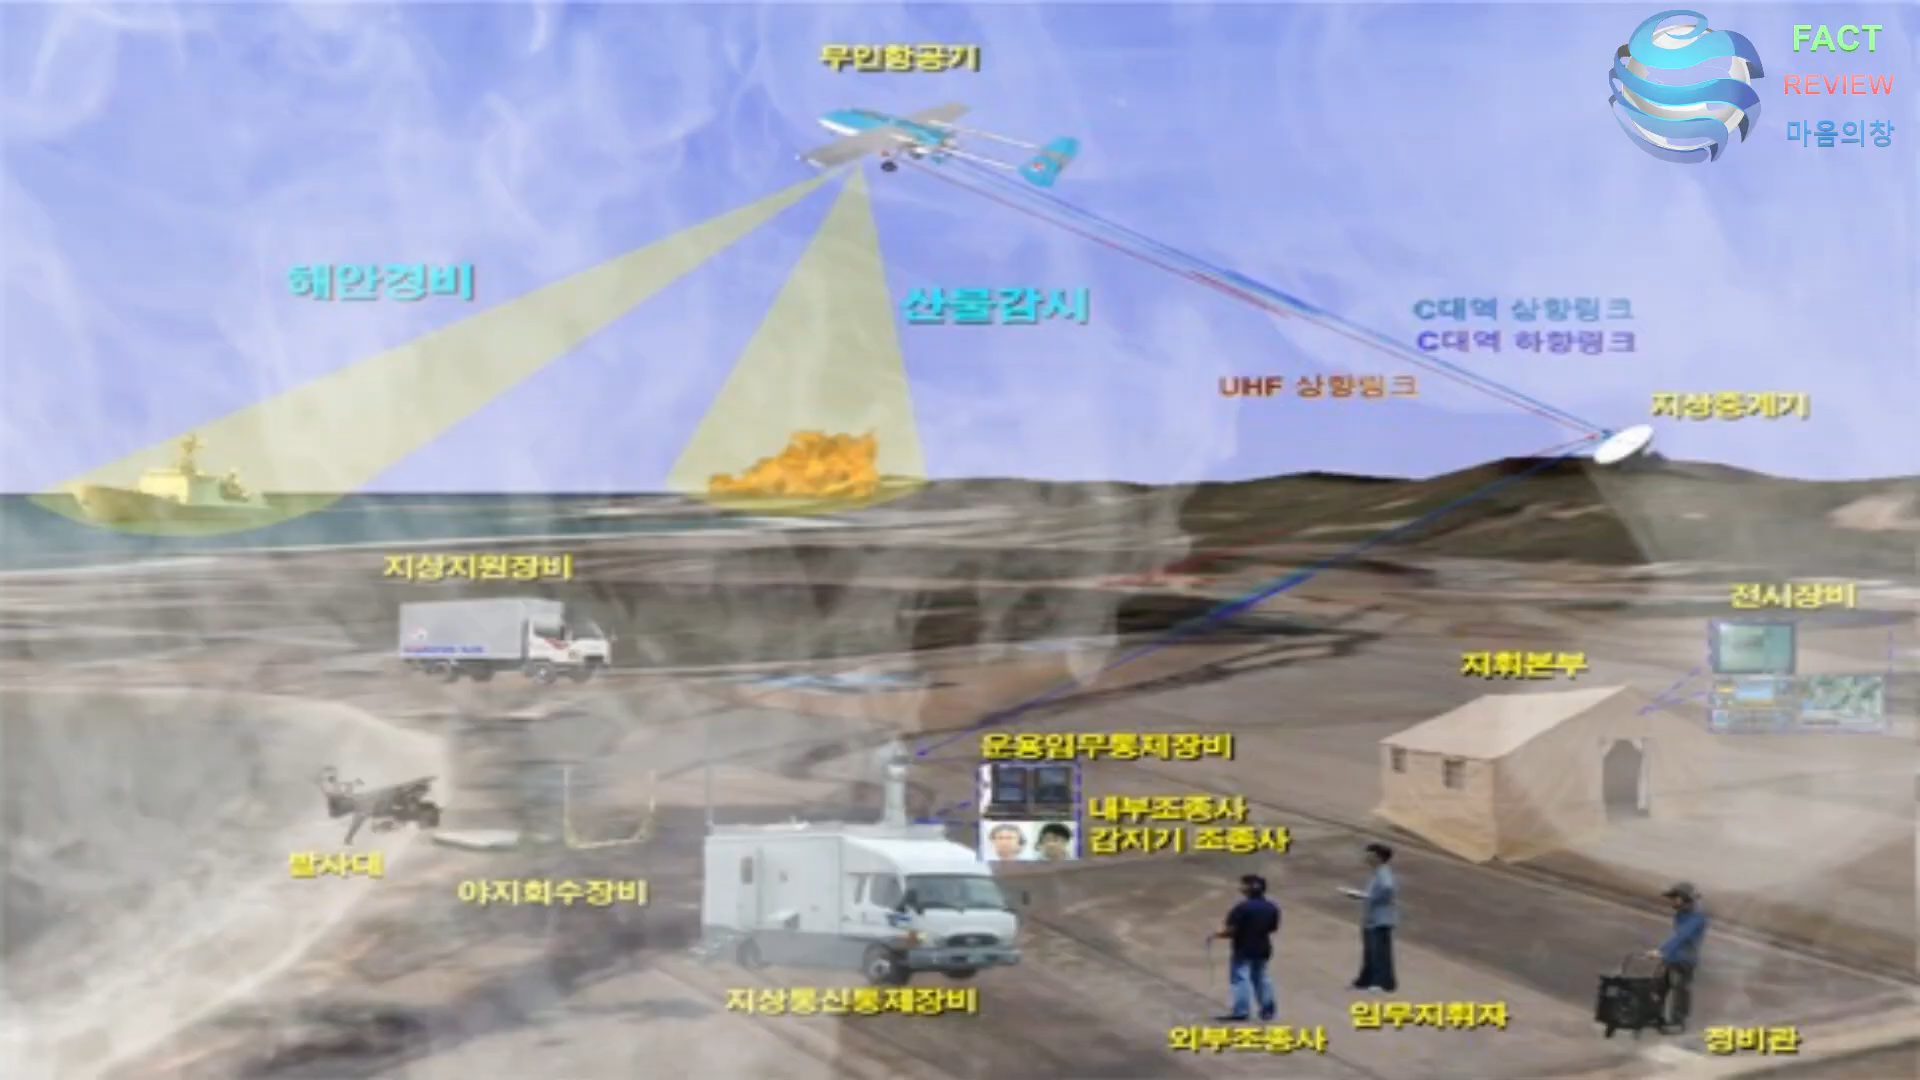 무인항공기
FACT
REVIEW
마음의창
해안경비
산불감시
C대역 상향링크
C대역 하향링크
UHF 상향링크
지상중계기
지상지원장비
전시장비
지휘본부
운용임무통제장비
내부조종사
감지기 조종사
발사대
야지회수장비
지상통신통제장비
외부조종사
임무지휘자
정비관